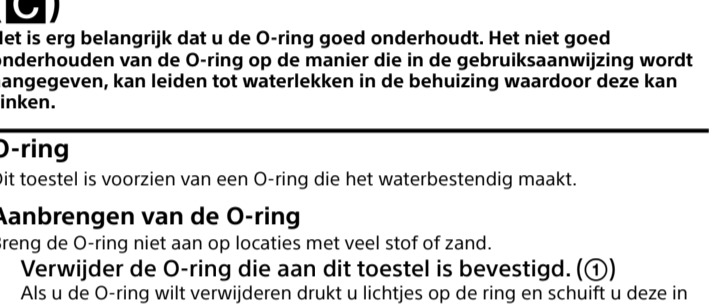 C)
Het is erg belangrijk dat u de O-ring goed onderhoudt. Het niet goed
onderhouden van de O-ring op de manier die in de gebruiksaanwijzing wordt
aangegeven, kan leiden tot waterlekken in de behuizing waardoor deze kan
zinken.
O-ring
Dit toestel is voorzien van een O-ring die het waterbestendig maakt.
Aanbrengen van de O-ring
Breng de O-ring niet aan op locaties met veel stof of zand.
Verwijder de O-ring die aan dit toestel is bevestigd. (①)
Als u de O-ring wilt verwijderen drukt u lichtjes op de ring en schuift u deze in